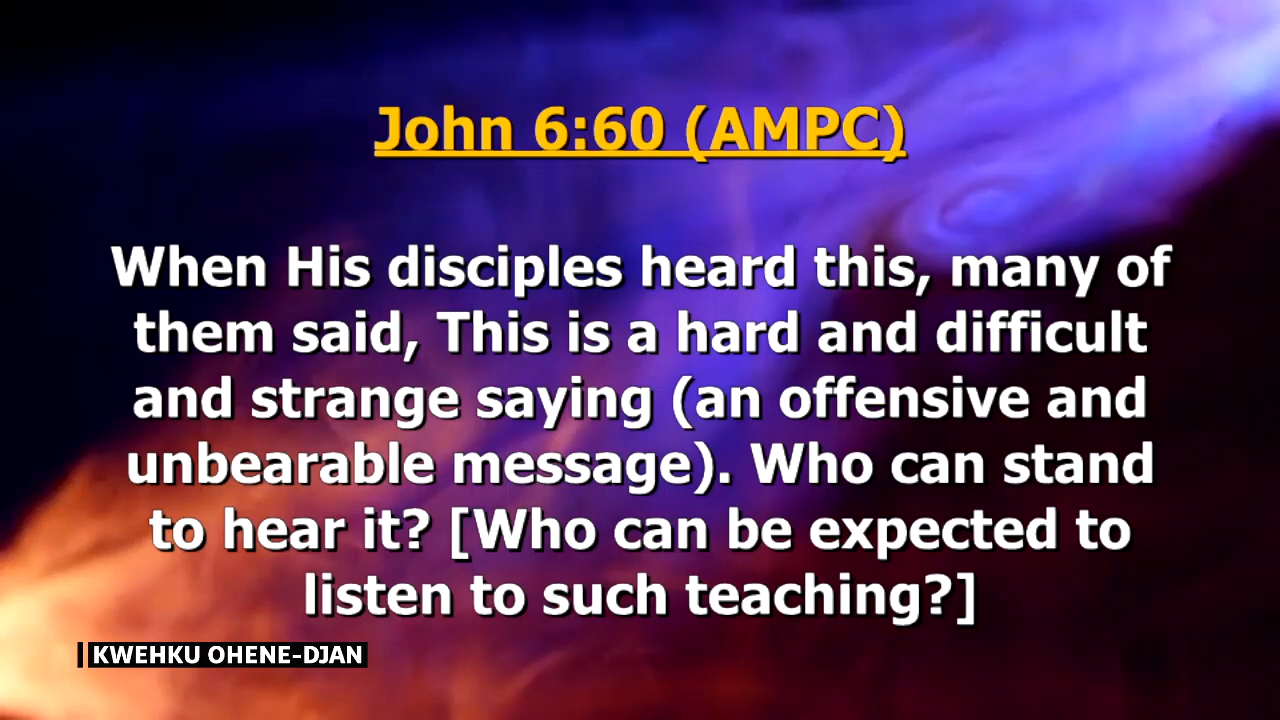 John 6:60 (AMPC)
When His disciples heard this, many of
them said, This is a hard and difficult
and strange saying (an offensive and
unbearable message). Who can stand
to hear it? [Who can be expected to
listen to such teaching?]
KWEHKU OHENE-DJAN